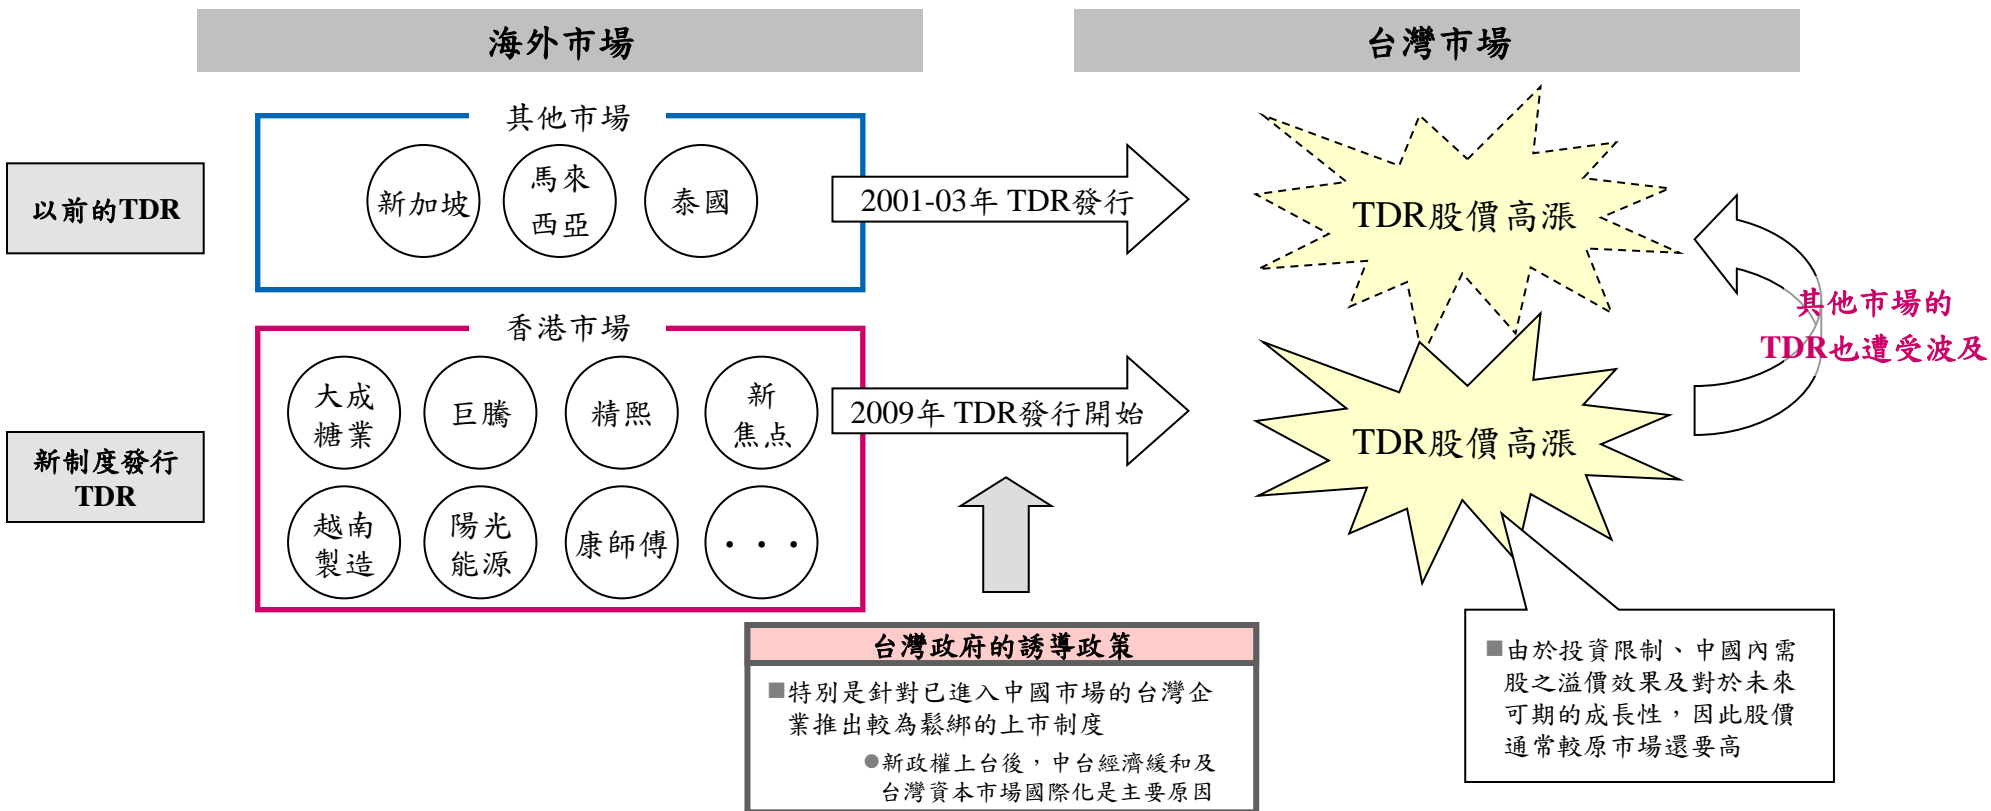 海外市場
台灣市場
其他市場
以前的TDR
新加坡
馬來
西亞
泰國
2001-03年 TDR發行
TDR股價高漲
其他市場的
TDR也遭受波及
香港市場
新制度發行
TDR
大成
糖業
巨騰
精熙
新
焦点
越南
製造
陽光
能源
康師傅
・・・
2009年 TDR發行開始
TDR股價高漲
台灣政府的誘導政策
■特別是針對已進入中國市場的台灣企
業推出較為鬆綁的上市制度
●新政權上台後，中台經濟緩和及
台灣資本市場國際化是主要原因
■由於投資限制、中國內需
股之溢價效果及對於未來
可期的成長性，因此股價
通常較原市場還要高